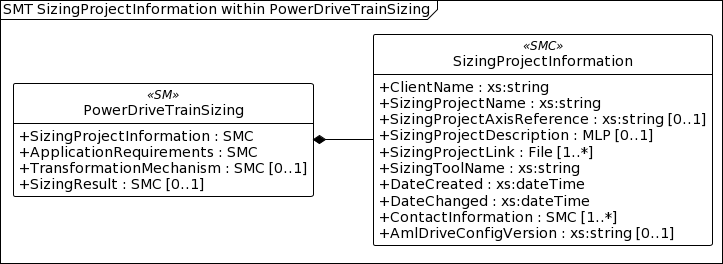 SMT SizingProjectInformation within PowerDriveTrainSizing
«SM»
PowerDriveTrainSizing
+SizingProjectInformation : SMC
+ApplicationRequirements : SMC
+TransformationMechanism : SMC [0..1]
+SizingResult : SMC [0..1]
«SMC»
SizingProjectInformation
+ClientName : xs:string
+SizingProjectName : xs:string
+SizingProjectAxisReference : xs:string [0..1]
+SizingProjectDescription : MLP [0..1]
+SizingProjectLink : File [1..*]
+SizingToolName : xs:string
+DateCreated : xs:dateTime
+DateChanged : xs:dateTime
+ContactInformation : SMC [1..*]
+AmlDriveConfigVersion : xs:string [0..1]